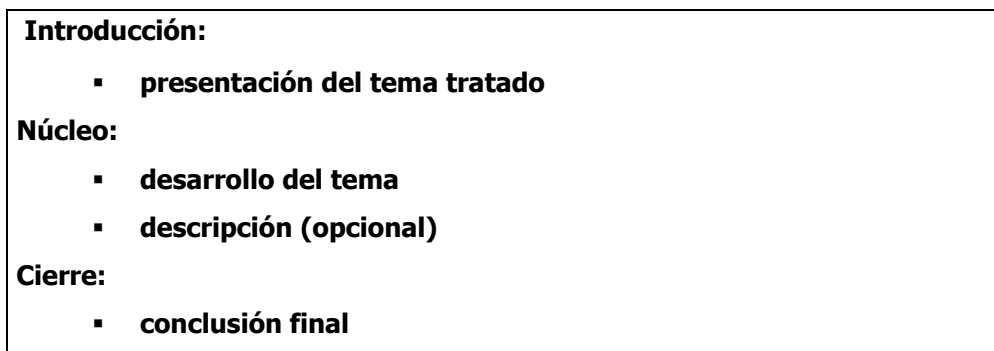 Introducción:
▪ presentación del tema tratado
Núcleo:
▪ desarrollo del tema
▪ descripción (opcional)
Cierre:
▪ conclusión final